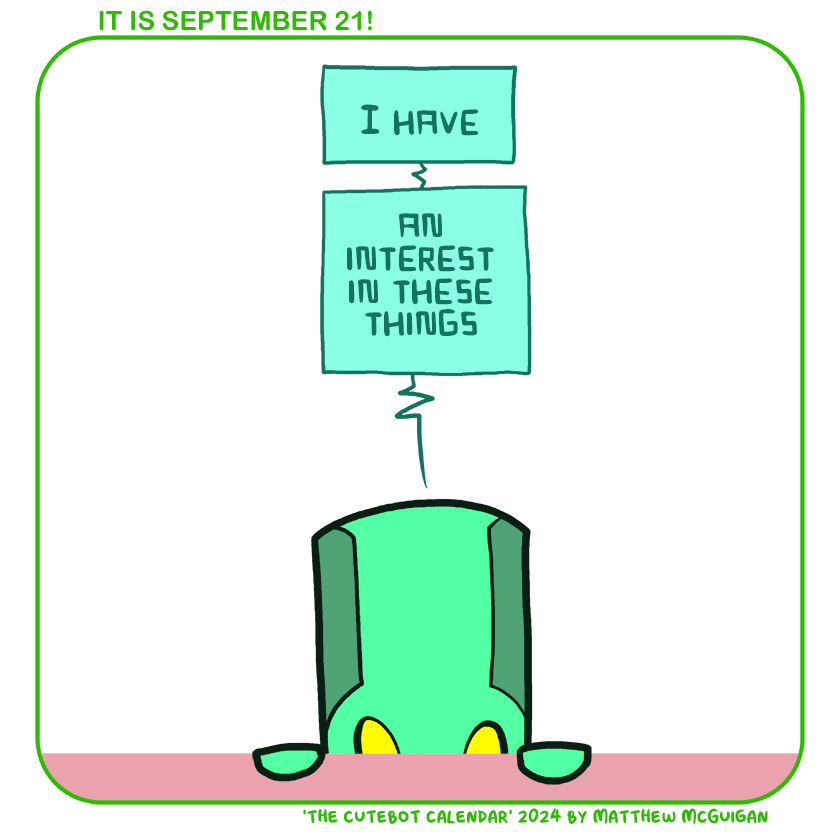 IT IS SEPTEMBER 21!
I HAVE
AN
INTEREST
IN THESE
THINGS
'THE CUTEBOT CALENDAR' 2024 BY MATTHEW MCGUIGAN